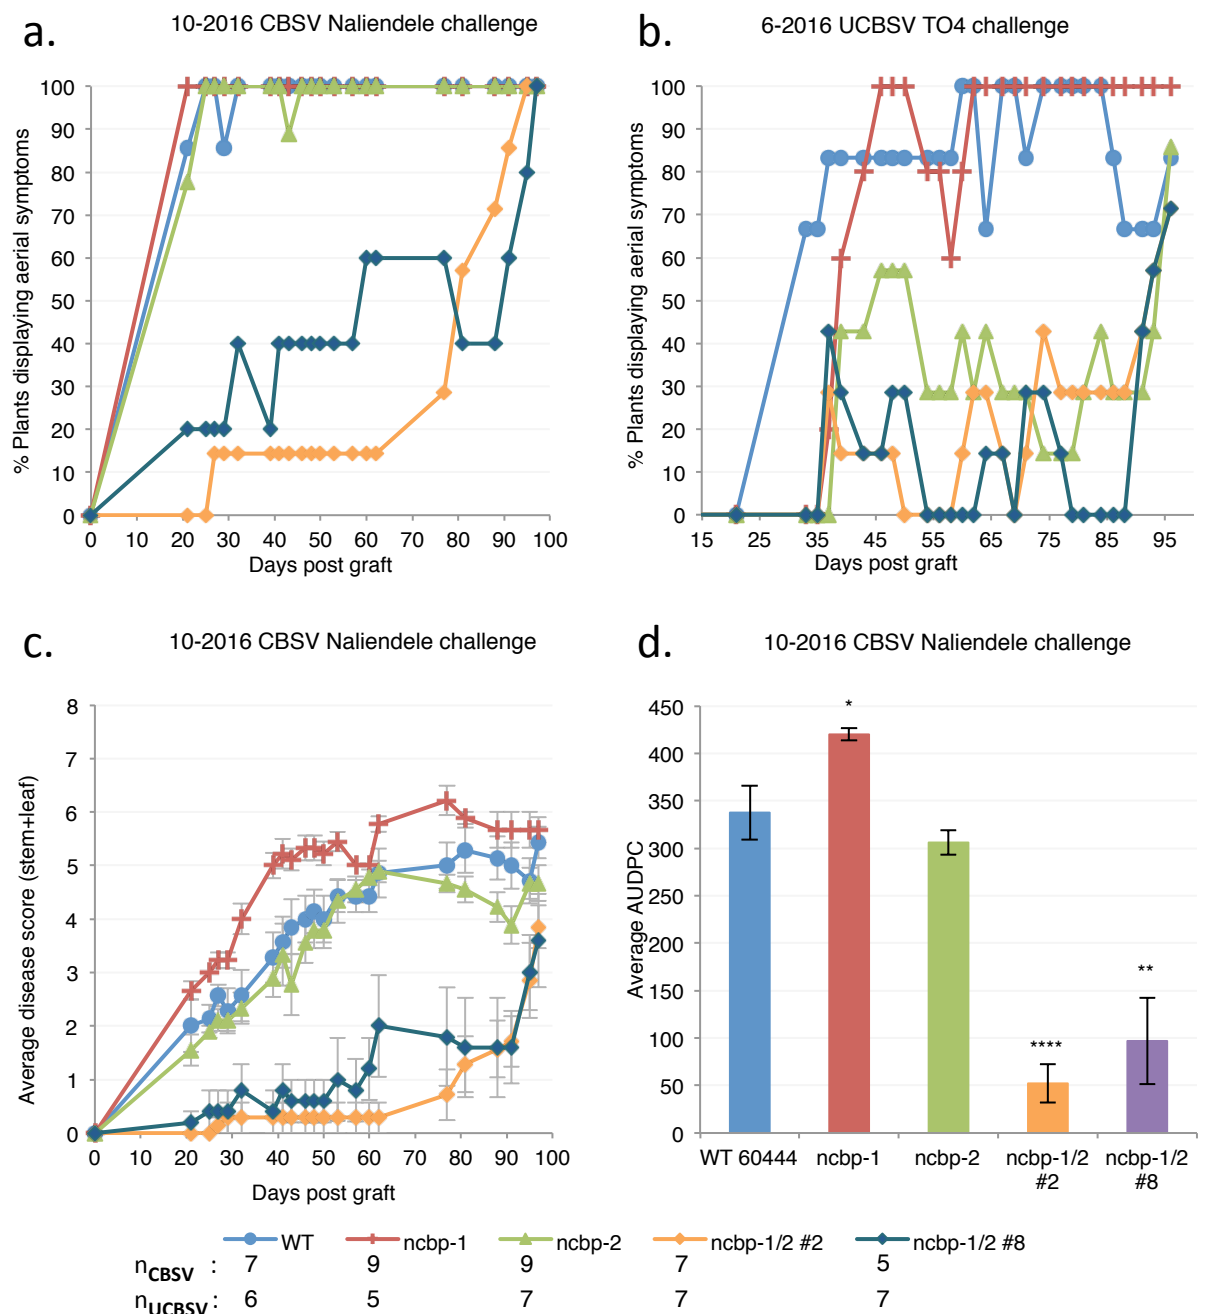 a.
10-2016 CBSV Naliendele challenge
% Plants displaying aerial symptoms
100
90
80
70
60
50
40
30
20
10
0
0 10 20 30 40 50 60 70 80 90 100
Days post graft
b.
6-2016 UCBSV TO4 challenge
% Plants displaying aerial symptoms
100
90
80
70
60
50
40
30
20
10
0
15 25 35 45 55 65 75 85 95
Days post graft
c.
10-2016 CBSV Naliendele challenge
Average disease score (stem+leaf)
8
7
6
5
4
3
2
1
0
0 10 20 30 40 50 60 70 80 90 100
Days post graft
d.
10-2016 CBSV Naliendele challenge
Average AUDPC
450
400
350
300
250
200
150
100
50
0
*
****
**
WT 60444 ncbp-1 ncbp-2 ncbp-1/2 ncbp-1/2
#2 #8
WT ncbp-1 ncbp-2 ncbp-1/2 #2 ncbp-1/2 #8
nCBSV : 7 9 9 7 5
nUCBSV : 6 5 7 7 7